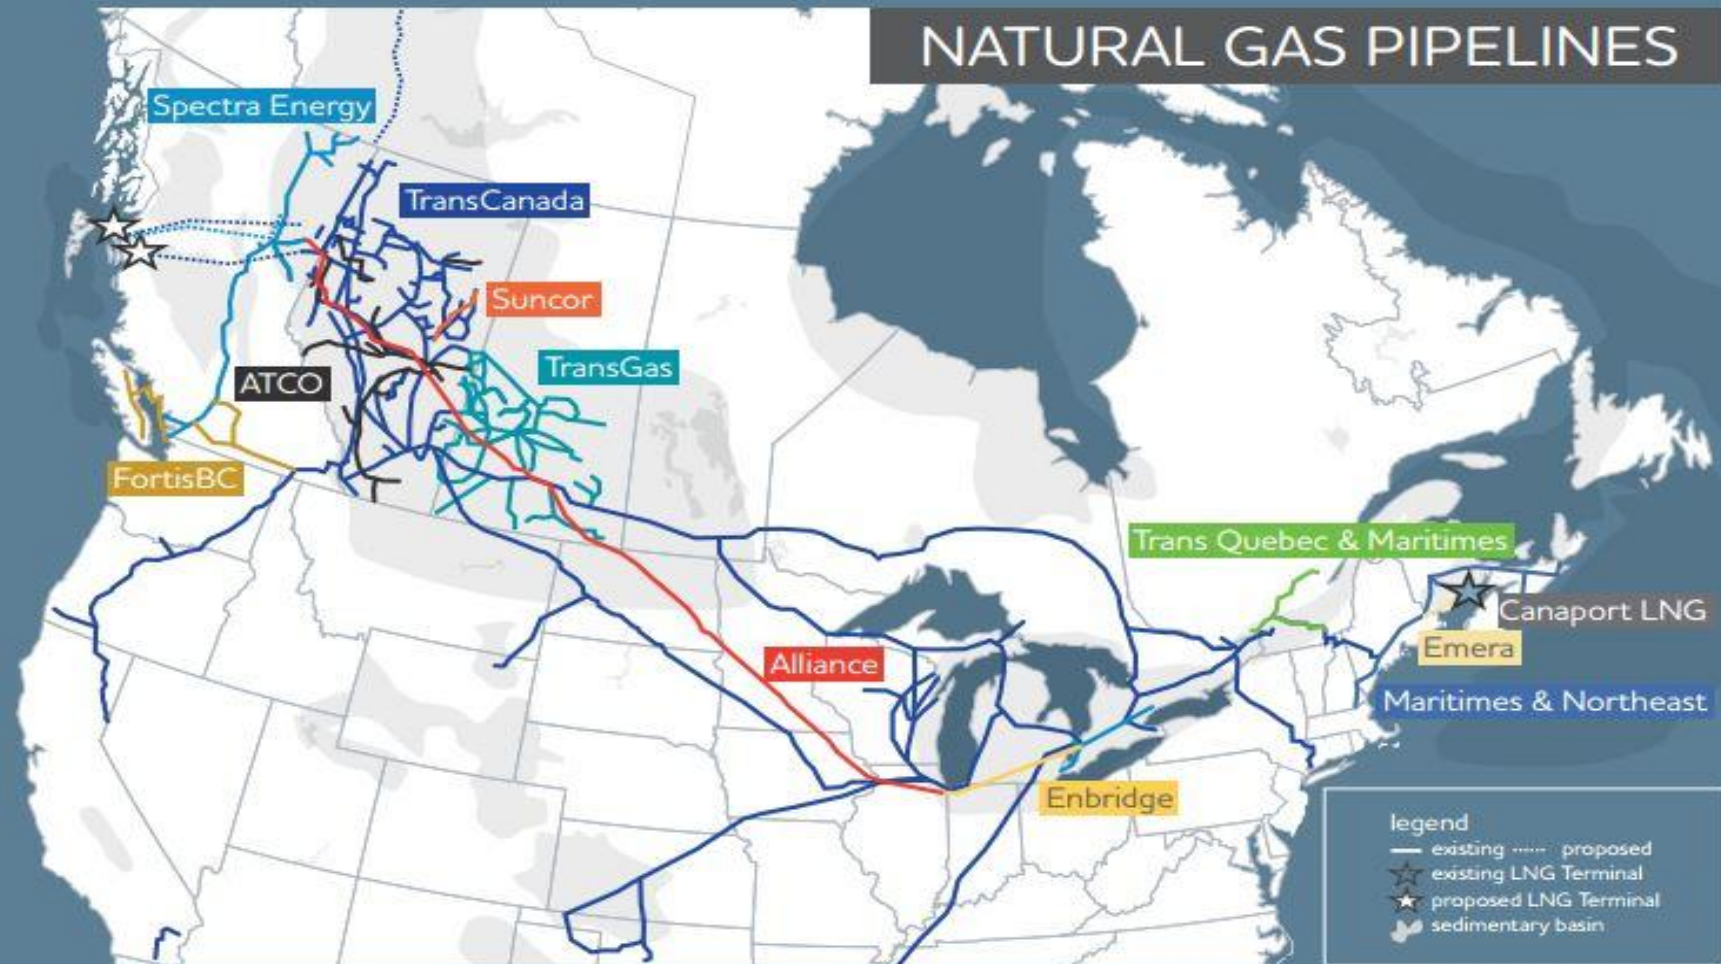 NATURAL GAS PIPELINES
Spectra Energy
TransCanada
Suncor
TransGas
ATCO
FortisBC
Trans Quebec & Maritimes
Canaport LNG
Emera
Alliance
Maritimes & Northeast
Enbridge
legend
existing proposed
existing LNG Terminal
proposed LNG Terminal
sedimentary basin